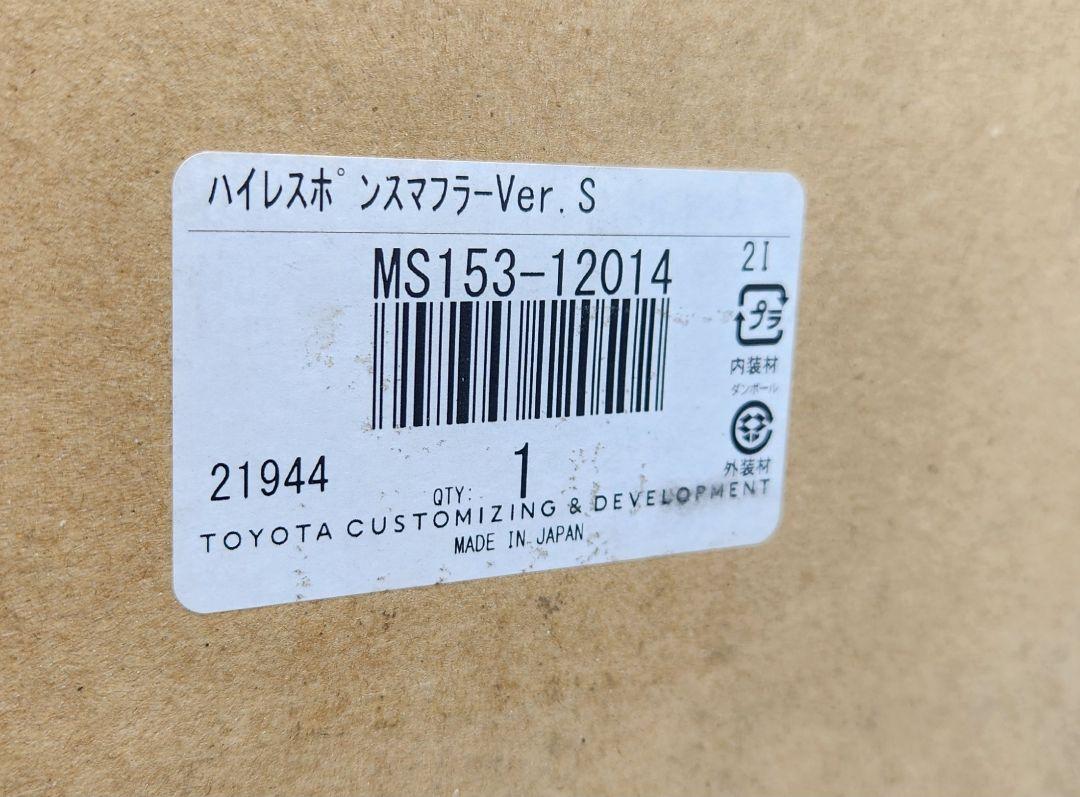 ﾊｲﾚｽﾎﾟﾝｽﾏﾌﾗｰVer.S
MS153-12014
2I
プラ
内装材
ダンボール
外装材
21944
QTY: 1
TOYOTA CUSTOMIZING & DEVELOPMENT
MADE IN JAPAN